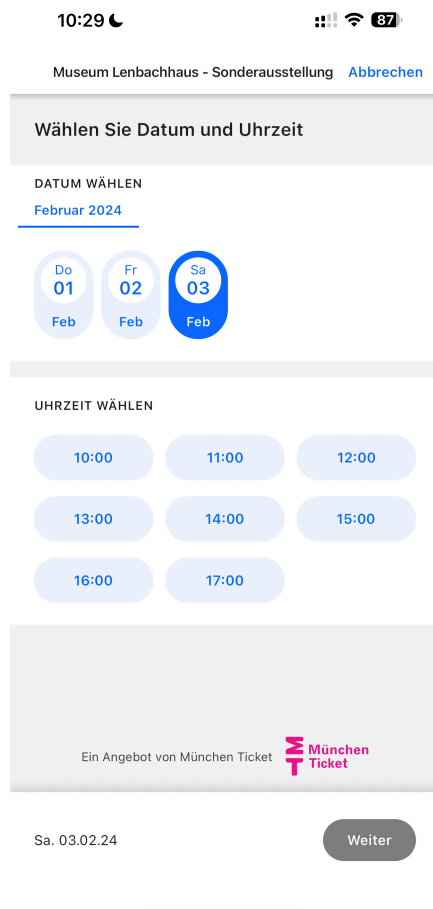 10:29
87
Museum Lenbachhaus - Sonderausstellung Abbrechen
Wählen Sie Datum und Uhrzeit
DATUM WÄHLEN
Februar 2024
Do Fr Sa
01 02 03
Feb Feb Feb
UHRZEIT WÄHLEN
10:00 11:00 12:00
13:00 14:00 15:00
16:00 17:00
Ein Angebot von München Ticket
MT München
Ticket
Sa. 03.02.24 Weiter